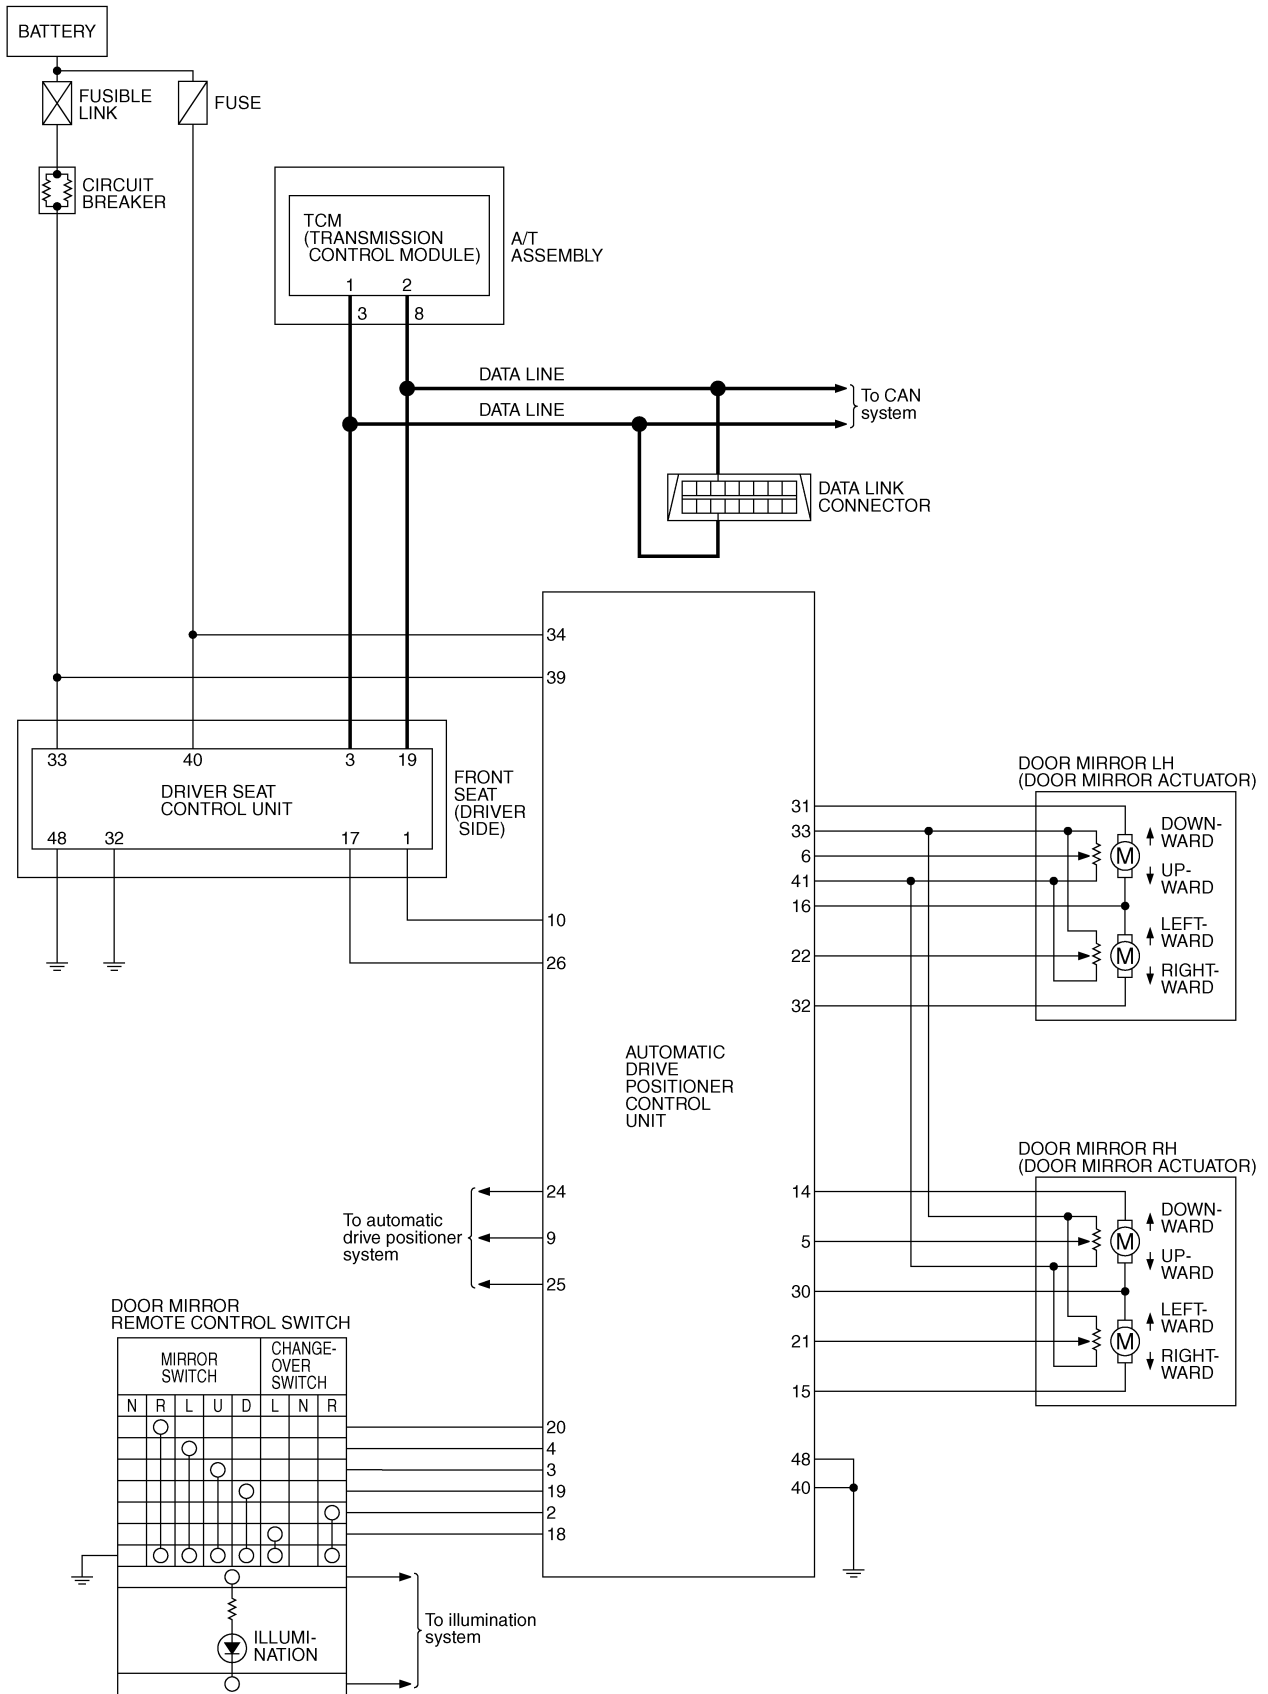 BATTERY
FUSIBLE
LINK
FUSE
CIRCUIT
BREAKER
TCM
(TRANSMISSION
CONTROL MODULE)
A/T
ASSEMBLY
1 2
3 8
DATA LINE
DATA LINE
To CAN
system
DATA LINK
CONNECTOR
34
39
33 40 3 19
DRIVER SEAT
CONTROL UNIT
48 32 17 1
FRONT
SEAT
(DRIVER
SIDE)
10
26
AUTOMATIC
DRIVE
POSITIONER
CONTROL
UNIT
31
33
6
41
16
22
32
DOOR MIRROR LH
(DOOR MIRROR ACTUATOR)
M
DOWN-
WARD
UP-
WARD
M
LEFT-
WARD
RIGHT-
WARD
24
9
25
To automatic
drive positioner
system
14
5
30
21
15
DOOR MIRROR RH
(DOOR MIRROR ACTUATOR)
M
DOWN-
WARD
UP-
WARD
M
LEFT-
WARD
RIGHT-
WARD
48
40
DOOR MIRROR
REMOTE CONTROL SWITCH
MIRROR
SWITCH
CHANGE-
OVER
SWITCH
N R L U D L N R
20
4
3
19
2
18
ILLUMI-
NATION
To illumination
system